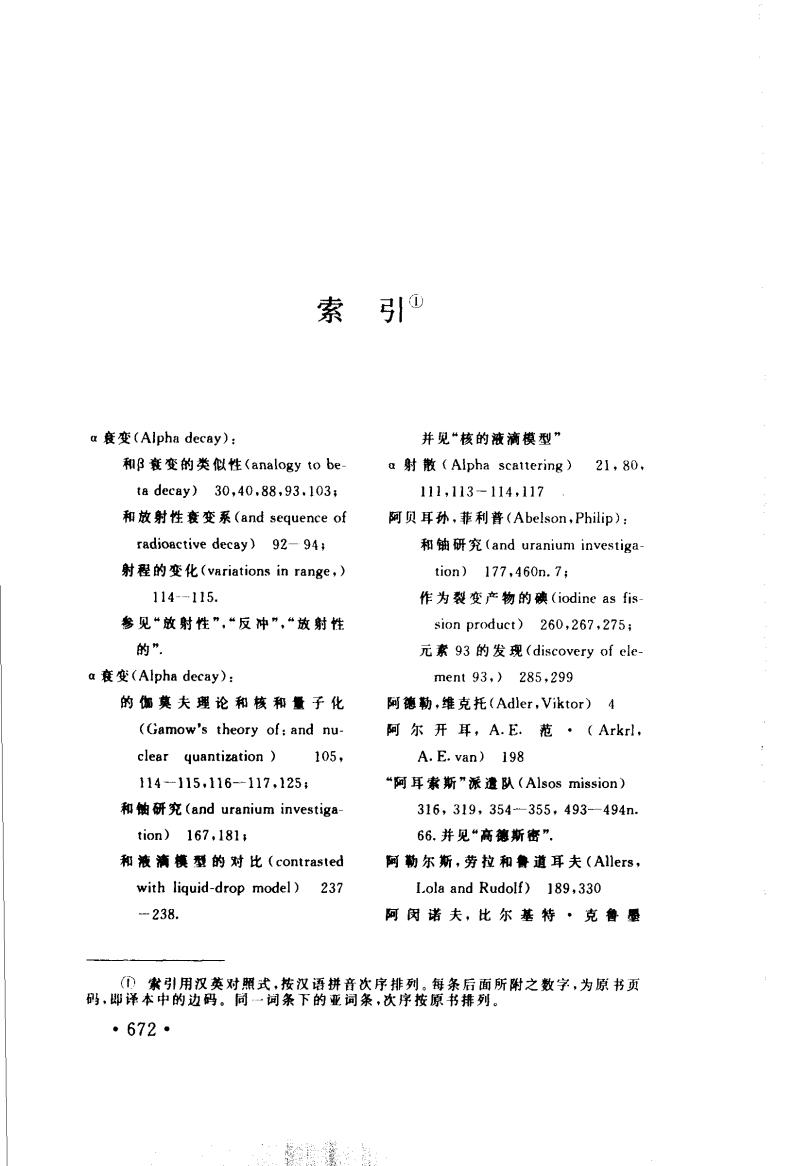 索 引①
α衰变(Alpha decay):
和β衰变的类似性(analogy to be-
ta decay) 30,40,88,93,103;
和放射性衰变系(and sequence of
radioactive decay) 92—94;
射程的变化(variations in range,)
114—115.
参见“放射性”,“反冲”,“放射性
的”.
α衰变(Alpha decay):
的伽莫夫理论和核和量子化
(Gamow's theory of; and nu-
clear quantization) 105,
114—115,116—117,125;
和铀研究(and uranium investiga-
tion) 167,181;
和液滴模型的对比(contrasted
with liquid-drop model) 237
—238.
并见“核的液滴模型”
α射散(Alpha scattering) 21,80,
111,113—114,117
阿贝耳孙,菲利普(Abelson,Philip):
和铀研究(and uranium investiga-
tion) 177,460n.7;
作为裂变产物的碘(iodine as fis-
sion product) 260,267,275;
元素93的发现(discovery of ele-
ment 93,) 285,299
阿德勒,维克托(Adler,Viktor) 4
阿尔开耳,A.E.范·(Arkrl,
A.E.van) 198
“阿耳索斯”派遣队(Alsos mission)
316,319,354—355,493—494n.
66.并见“高德斯密”.
阿勒尔斯,劳拉和鲁道耳夫(Allers,
Lola and Rudolf) 189,330
阿闵诺夫,比尔基特·克鲁墨
① 索引用汉英对照式,按汉语拼音次序排列。每条后面所附之数字,为原书页
码,即译本中的边码。同一词条下的亚词条,次序按原书排列。
·672·